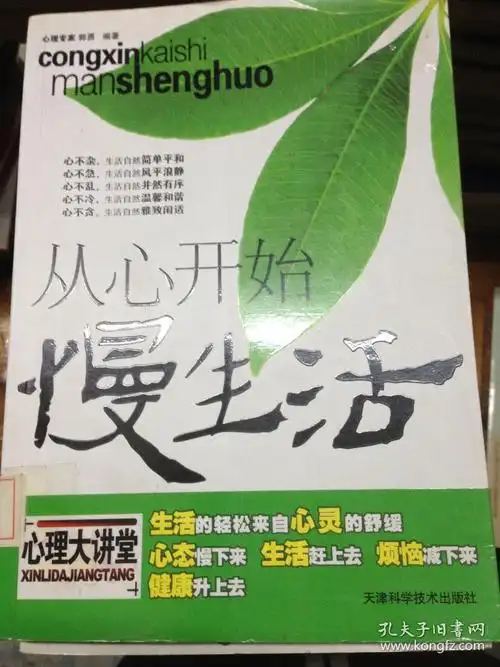 心理专家 郭勇 编著
congxinkaishi
manshenghuo
心不杂，生活自然简单平和
心不急，生活自然风平浪静
心不乱，生活自然井然有序
心不冷，生活自然温馨和谐
心不贪，生活自然雅致闲适
从心开始
慢生活
心理大讲堂
XINLIDAJIANGTANG
生活的轻松来自心灵的舒缓
心态慢下来 生活赶上去 烦恼减下来
健康升上去
天津科学技术出版社
孔夫子旧书网
www.kongfz.com